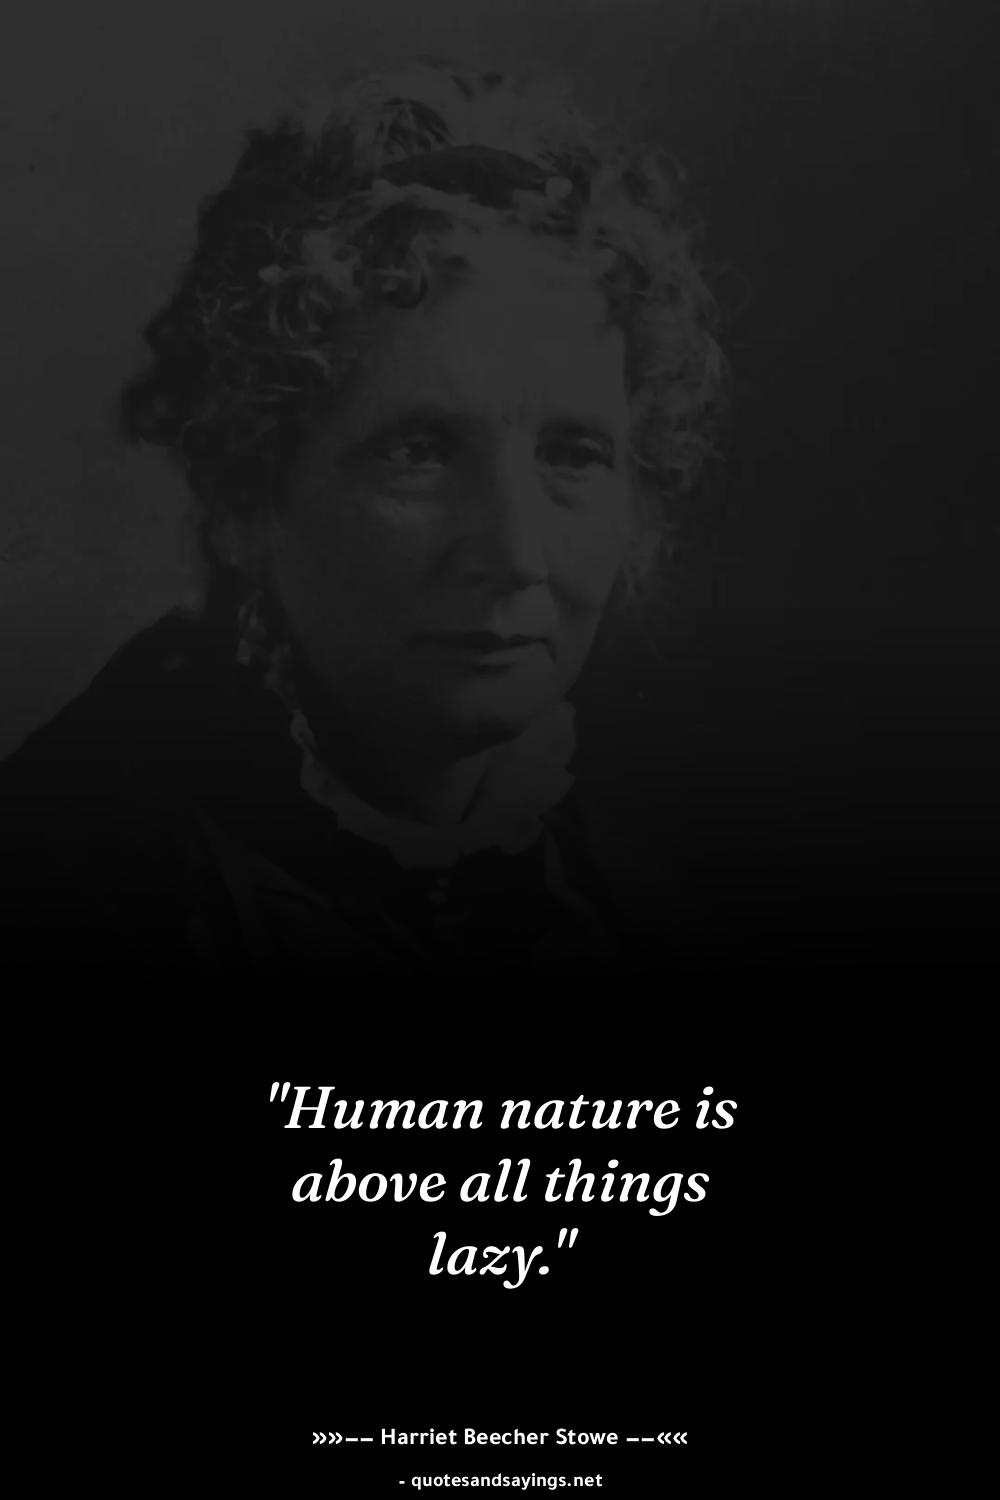 "Human nature is
above all things
lazy."
»»–– Harriet Beecher Stowe ––««
- quotesandsayings.net